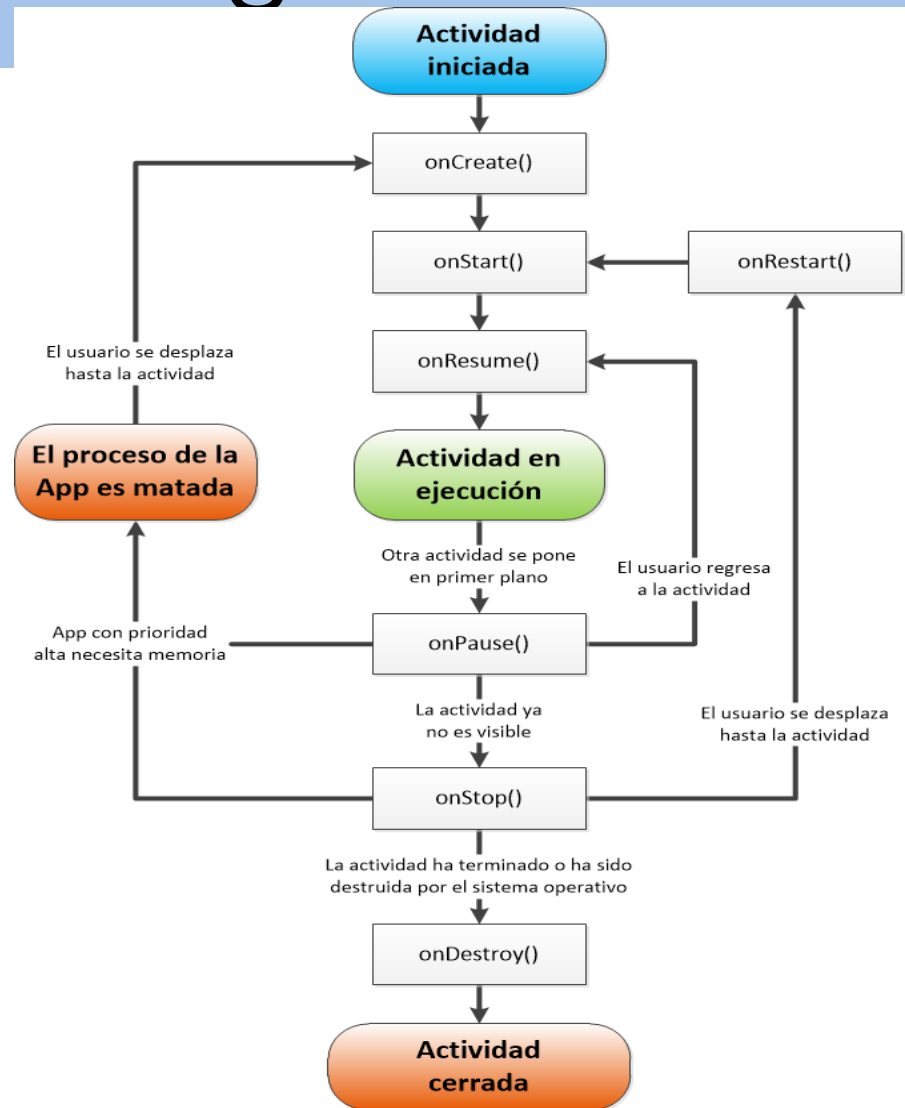 Actividad
iniciada
onCreate()
onStart()
onRestart()
onResume()
El usuario se desplaza
hasta la actividad
El proceso de la
App es matada
Actividad en
ejecución
Otra actividad se pone
en primer plano
El usuario regresa
a la actividad
App con prioridad
alta necesita memoria
onPause()
La actividad ya
no es visible
El usuario se desplaza
hasta la actividad
onStop()
La actividad ha terminado o ha sido
destruida por el sistema operativo
onDestroy()
Actividad
cerrada